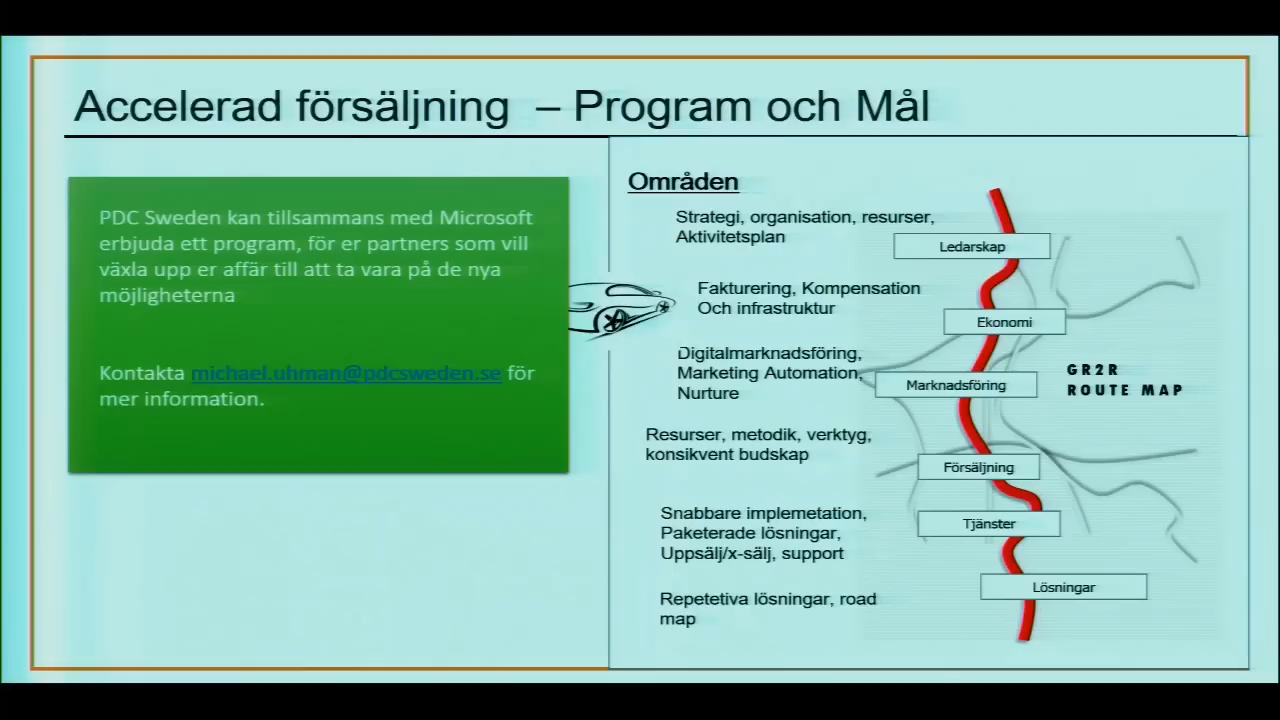 Accelerad försäljning – Program och Mål
PDC Sweden kan tillsammans med Microsoft
erbjuda ett program, för er partners som vill
växla upp er affär till att ta vara på de nya
möjligheterna
Kontakta michael.uhman@pdcsweden.se för
mer information.
Områden
Strategi, organisation, resurser,
Aktivitetsplan
Ledarskap
Fakturering, Kompensation
Och infrastruktur
Ekonomi
Digitalmarknadsföring,
Marketing Automation,
Nurture
Marknadsföring
GR2R
ROUTE MAP
Resurser, metodik, verktyg,
konsikvent budskap
Försäljning
Snabbare implemetation,
Paketerade lösningar,
Uppsälj/x-sälj, support
Tjänster
Repetetiva lösningar, road
map
Lösningar